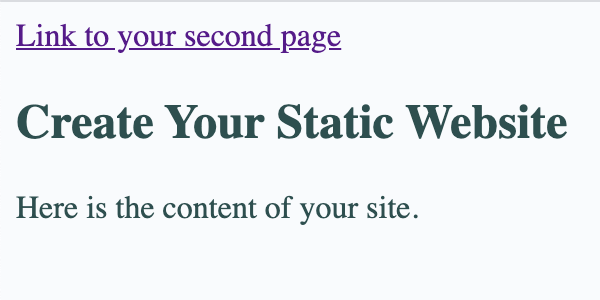 Link to your second page
Create Your Static Website
Here is the content of your site.